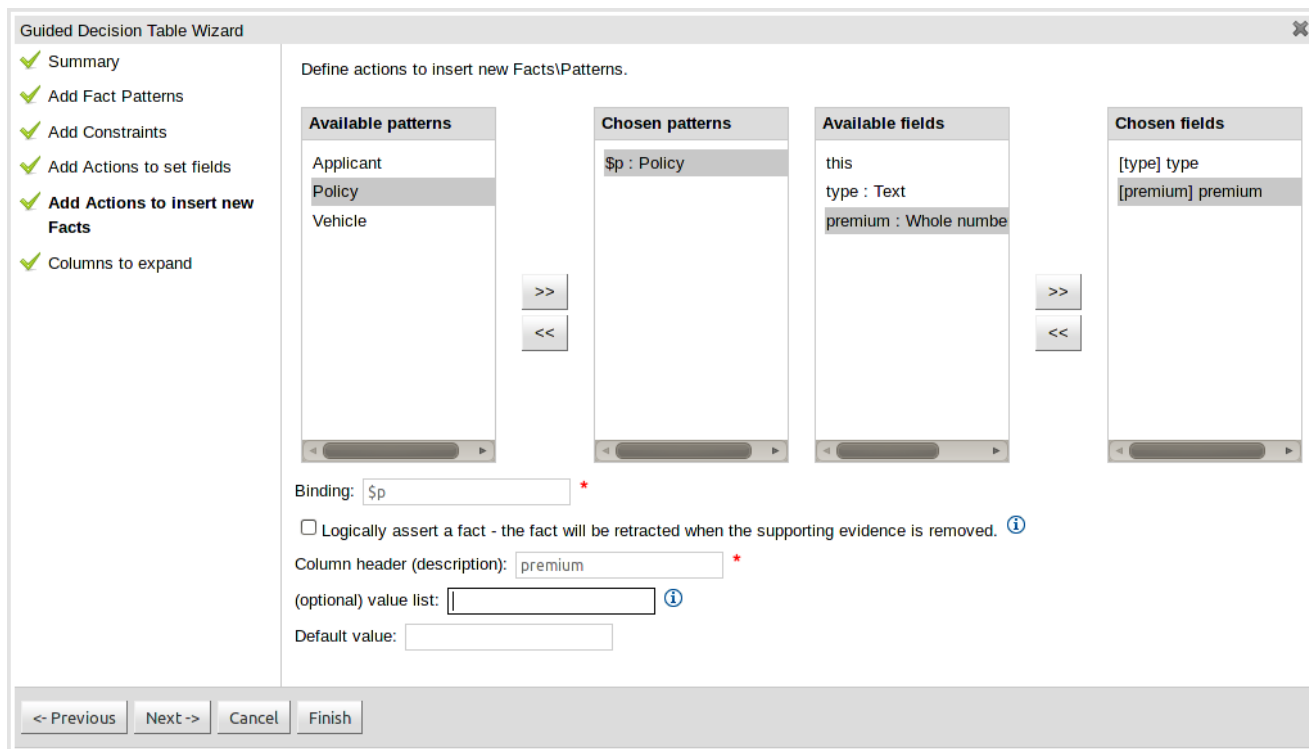 Guided Decision Table Wizard
Summary
Add Fact Patterns
Add Constraints
Add Actions to set fields
Add Actions to insert new
Facts
Columns to expand
Define actions to insert new Facts\Patterns.
Available patterns
Applicant
Policy
Vehicle
>>
<<
Chosen patterns
$p : Policy
Available fields
this
type : Text
premium : Whole numbe
>>
<<
Chosen fields
[type] type
[premium] premium
Binding: $p *
Logically assert a fact - the fact will be retracted when the supporting evidence is removed.
Column header (description): premium *
(optional) value list:
Default value:
<- Previous Next -> Cancel Finish